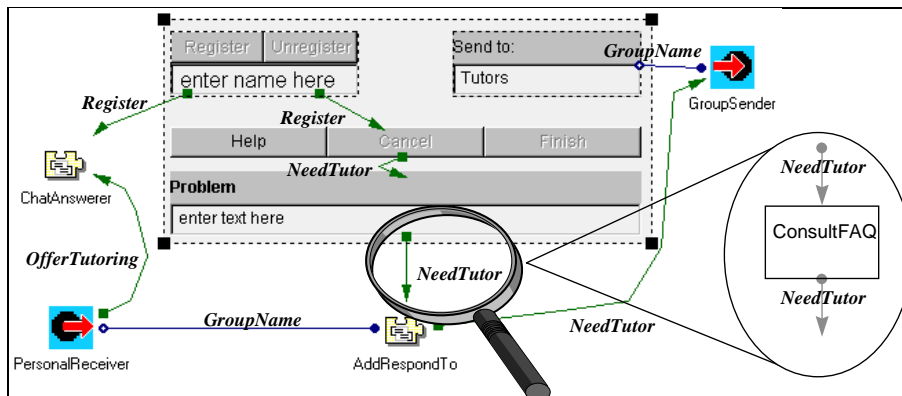 Register Unregister
Send to:
GroupName
enter name here
Tutors
GroupSender
Register
Register
Help Cancel Finish
NeedTutor
NeedTutor
ChatAnswerer
Problem
enter text here
ConsultFAQ
OfferTutoring
NeedTutor
NeedTutor
GroupName
NeedTutor
PersonalReceiver
AddRespondTo